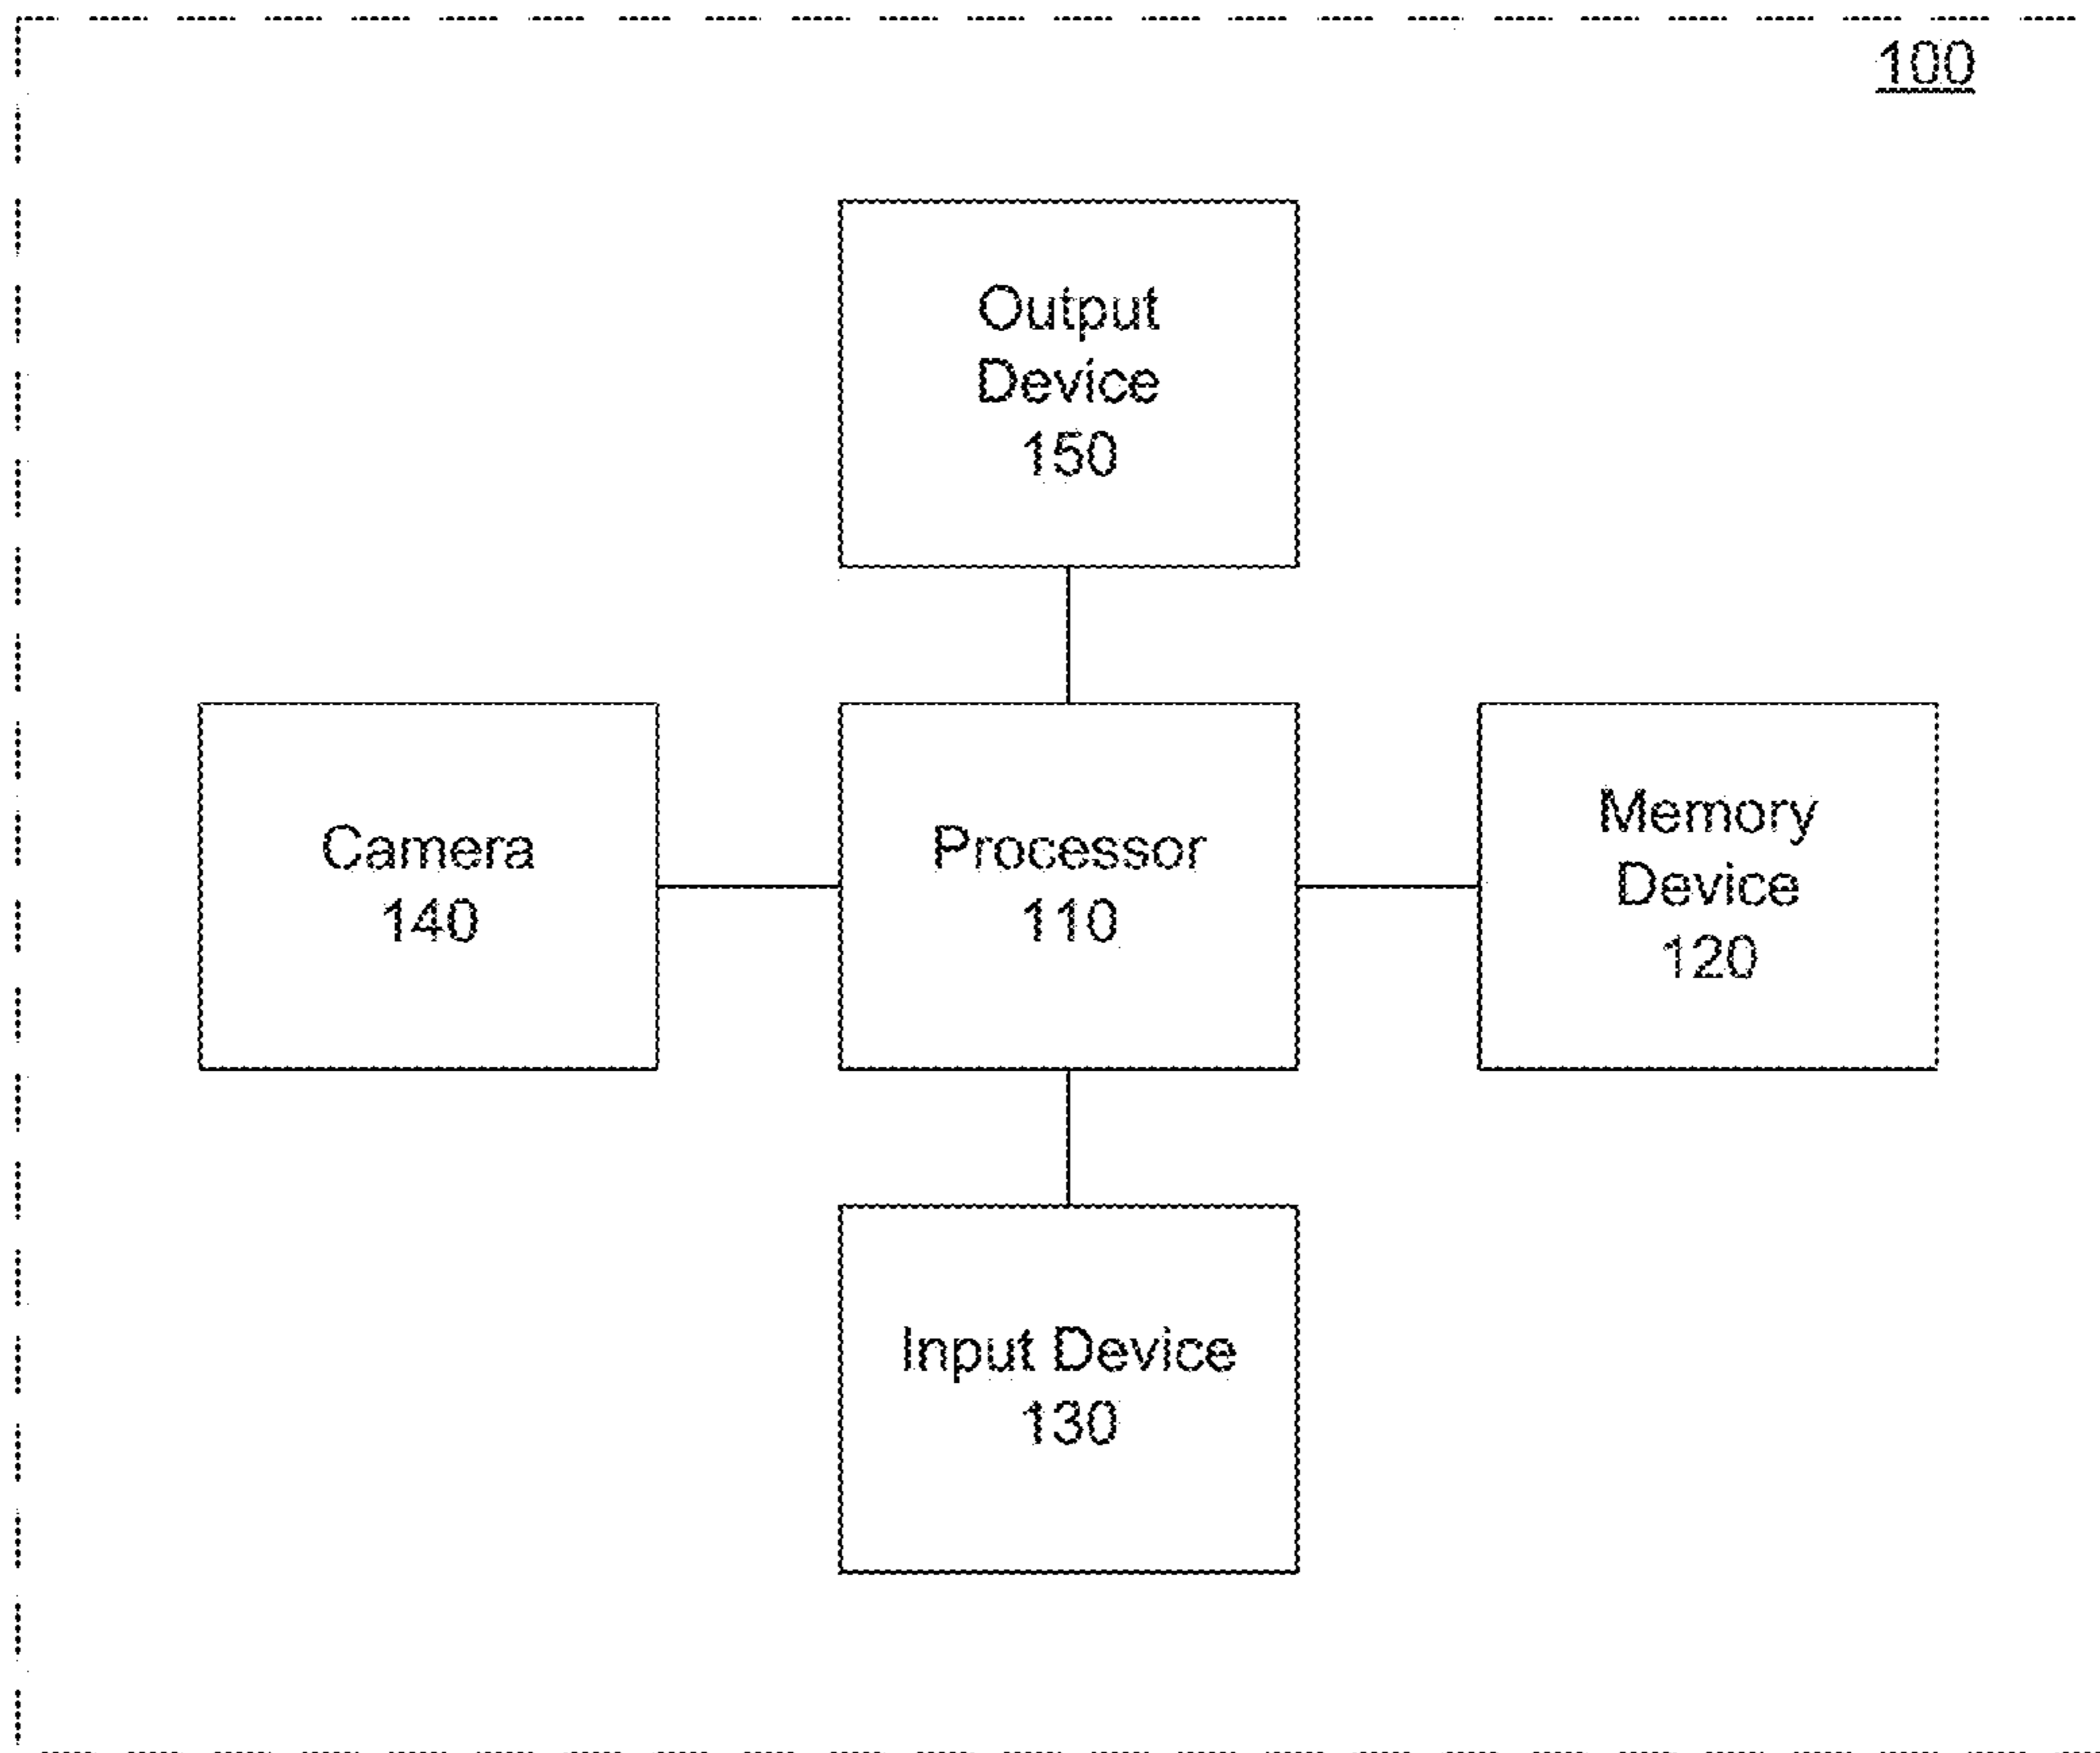 100
Output
Device
150
Camera
140
Processor
110
Memory
Device
120
Input Device
130